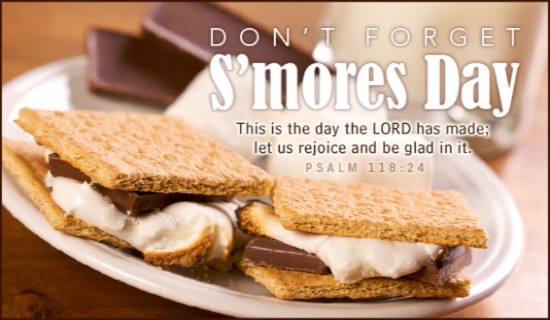 DON'T FORGET
S'mores Day
This is the day the LORD has made;
let us rejoice and be glad in it.
PSALM 118:24